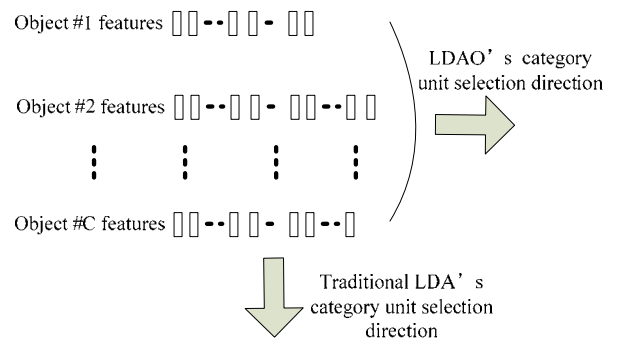 Object #1 features
LDAO's category
unit selection direction
Object #2 features
Object #C features
Traditional LDA's
category unit selection
direction